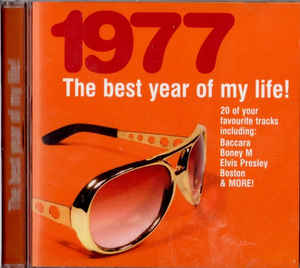 The best year of my life!
1977
The best year of my life!
20 of your
favourite tracks
including:
Baccara
Boney M
Elvis Presley
Boston
& MORE!